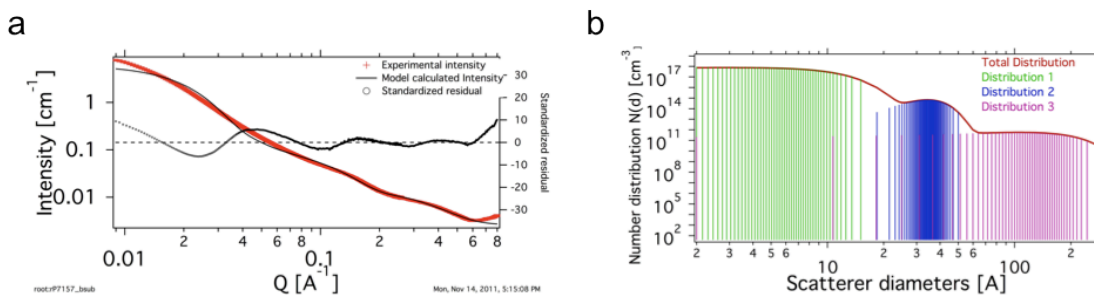 a
b
Intensity [cm⁻¹]
1
0.1
0.01
Experimental intensity
Model calculated Intensity
Standardized residual
30
20
10
0
-10
-20
-30
Standardized residual
0.01
2
4
6
8
0.1
2
4
6
8
Q [A⁻¹]
root:rP7157_bsub
Mon, Nov 14, 2011, 5:15:08 PM
Number distribution N(d) [cm⁻³]
10¹⁷
10¹⁴
10¹¹
10⁸
10⁵
10²
Total Distribution
Distribution 1
Distribution 2
Distribution 3
2
3
4
5
6
10
2
3
4
5
6
100
2
Scatterer diameters [A]